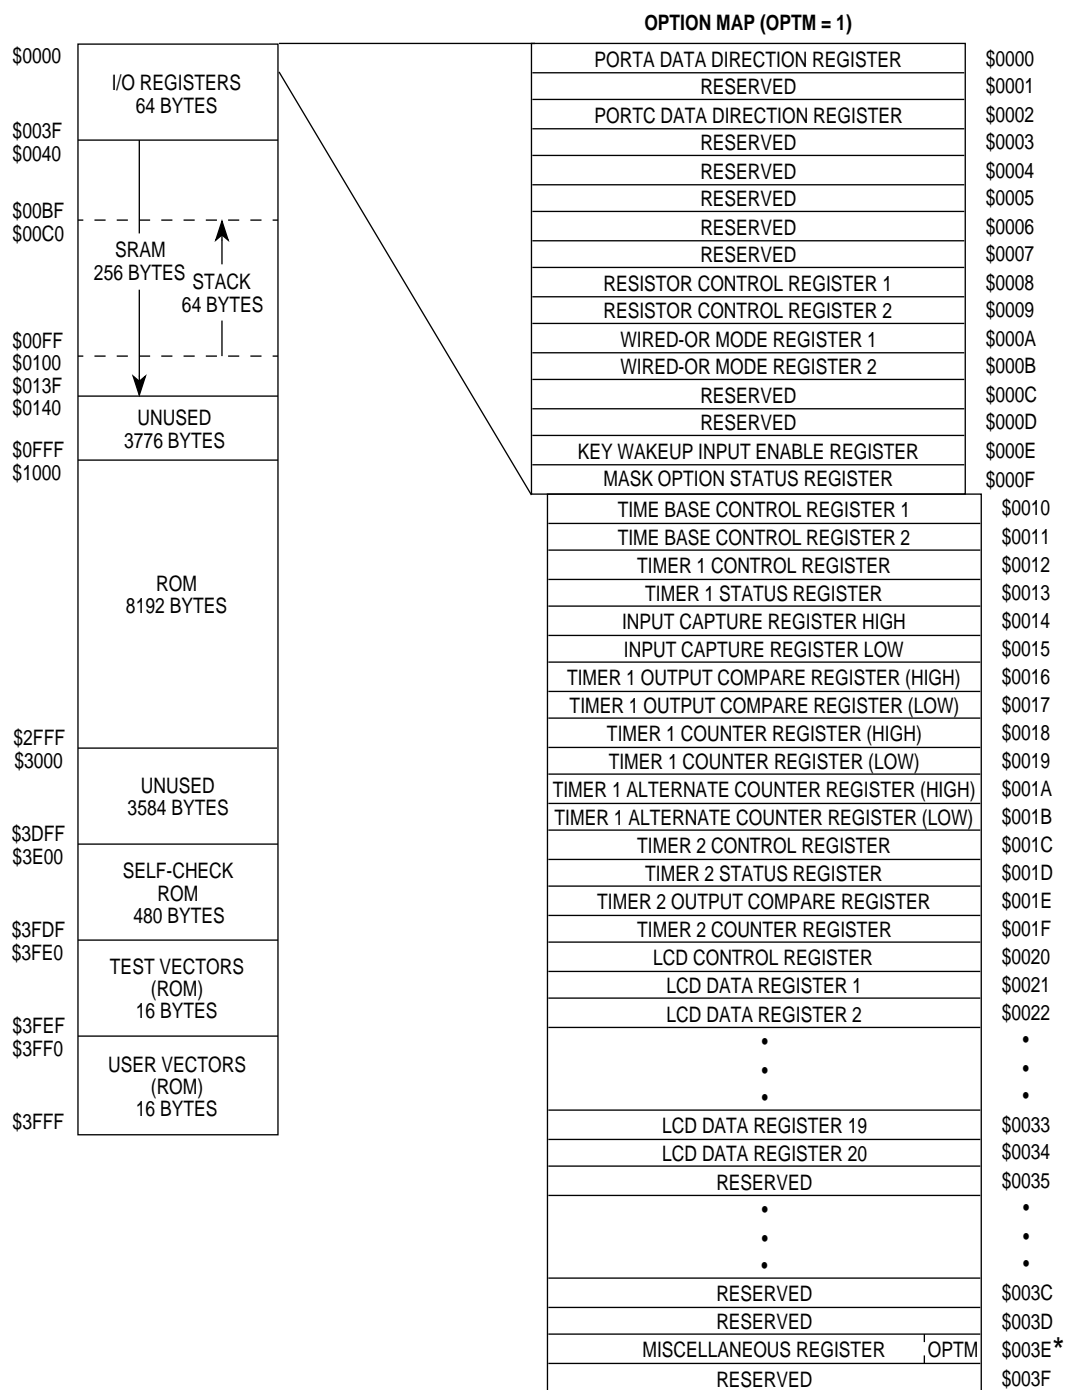 OPTION MAP (OPTM = 1)
$0000
I/O REGISTERS
64 BYTES
$003F
$0040
$00BF
$00C0
SRAM
256 BYTES
STACK
64 BYTES
$00FF
$0100
$013F
$0140
UNUSED
3776 BYTES
$0FFF
$1000
ROM
8192 BYTES
$2FFF
$3000
UNUSED
3584 BYTES
$3DFF
$3E00
SELF-CHECK
ROM
480 BYTES
$3FDF
$3FE0
TEST VECTORS
(ROM)
16 BYTES
$3FEF
$3FF0
USER VECTORS
(ROM)
16 BYTES
$3FFF
PORTA DATA DIRECTION REGISTER $0000
RESERVED $0001
PORTC DATA DIRECTION REGISTER $0002
RESERVED $0003
RESERVED $0004
RESERVED $0005
RESERVED $0006
RESERVED $0007
RESISTOR CONTROL REGISTER 1 $0008
RESISTOR CONTROL REGISTER 2 $0009
WIRED-OR MODE REGISTER 1 $000A
WIRED-OR MODE REGISTER 2 $000B
RESERVED $000C
RESERVED $000D
KEY WAKEUP INPUT ENABLE REGISTER $000E
MASK OPTION STATUS REGISTER $000F
TIME BASE CONTROL REGISTER 1 $0010
TIME BASE CONTROL REGISTER 2 $0011
TIMER 1 CONTROL REGISTER $0012
TIMER 1 STATUS REGISTER $0013
INPUT CAPTURE REGISTER HIGH $0014
INPUT CAPTURE REGISTER LOW $0015
TIMER 1 OUTPUT COMPARE REGISTER (HIGH) $0016
TIMER 1 OUTPUT COMPARE REGISTER (LOW) $0017
TIMER 1 COUNTER REGISTER (HIGH) $0018
TIMER 1 COUNTER REGISTER (LOW) $0019
TIMER 1 ALTERNATE COUNTER REGISTER (HIGH) $001A
TIMER 1 ALTERNATE COUNTER REGISTER (LOW) $001B
TIMER 2 CONTROL REGISTER $001C
TIMER 2 STATUS REGISTER $001D
TIMER 2 OUTPUT COMPARE REGISTER $001E
TIMER 2 COUNTER REGISTER $001F
LCD CONTROL REGISTER $0020
LCD DATA REGISTER 1 $0021
LCD DATA REGISTER 2 $0022
• •
• •
• •
LCD DATA REGISTER 19 $0033
LCD DATA REGISTER 20 $0034
RESERVED $0035
• •
• •
• •
RESERVED $003C
RESERVED $003D
MISCELLANEOUS REGISTER OPTM $003E*
RESERVED $003F